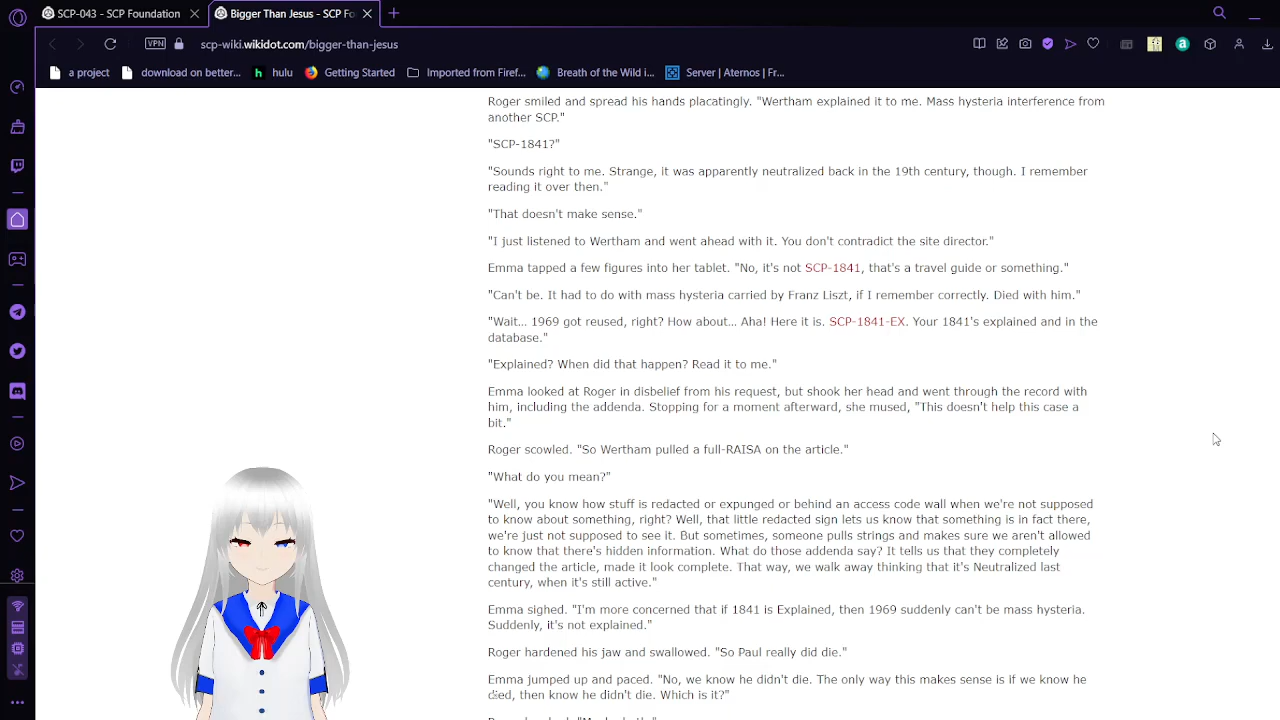 SCP-043 - SCP Foundation
Bigger Than Jesus - SCP Fo
VPN
scp-wiki.wikidot.com/bigger-than-jesus
a project
download on better...
hulu
Getting Started
Imported from Firef...
Breath of the Wild i...
Server | Aternos | Fr...
Roger smiled and spread his hands placatingly. "Wertham explained it to me. Mass hysteria interference from
another SCP."
"SCP-1841?"
"Sounds right to me. Strange, it was apparently neutralized back in the 19th century, though. I remember
reading it over then."
"That doesn't make sense."
"I just listened to Wertham and went ahead with it. You don't contradict the site director."
Emma tapped a few figures into her tablet. "No, it's not SCP-1841, that's a travel guide or something."
"Can't be. It had to do with mass hysteria carried by Franz Liszt, if I remember correctly. Died with him."
"Wait... 1969 got reused, right? How about... Aha! Here it is. SCP-1841-EX. Your 1841's explained and in the
database."
"Explained? When did that happen? Read it to me."
Emma looked at Roger in disbelief from his request, but shook her head and went through the record with
him, including the addenda. Stopping for a moment afterward, she mused, "This doesn't help this case a
bit."
Roger scowled. "So Wertham pulled a full-RAISA on the article."
"What do you mean?"
"Well, you know how stuff is redacted or expunged or behind an access code wall when we're not supposed
to know about something, right? Well, that little redacted sign lets us know that something is in fact there,
we're just not supposed to see it. But sometimes, someone pulls strings and makes sure we aren't allowed
to know that there's hidden information. What do those addenda say? It tells us that they completely
changed the article, made it look complete. That way, we walk away thinking that it's Neutralized last
century, when it's still active."
Emma sighed. "I'm more concerned that if 1841 is Explained, then 1969 suddenly can't be mass hysteria.
Suddenly, it's not explained."
Roger hardened his jaw and swallowed. "So Paul really did die."
Emma jumped up and paced. "No, we know he didn't die. The only way this makes sense is if we know he
died, then know he didn't die. Which is it?"